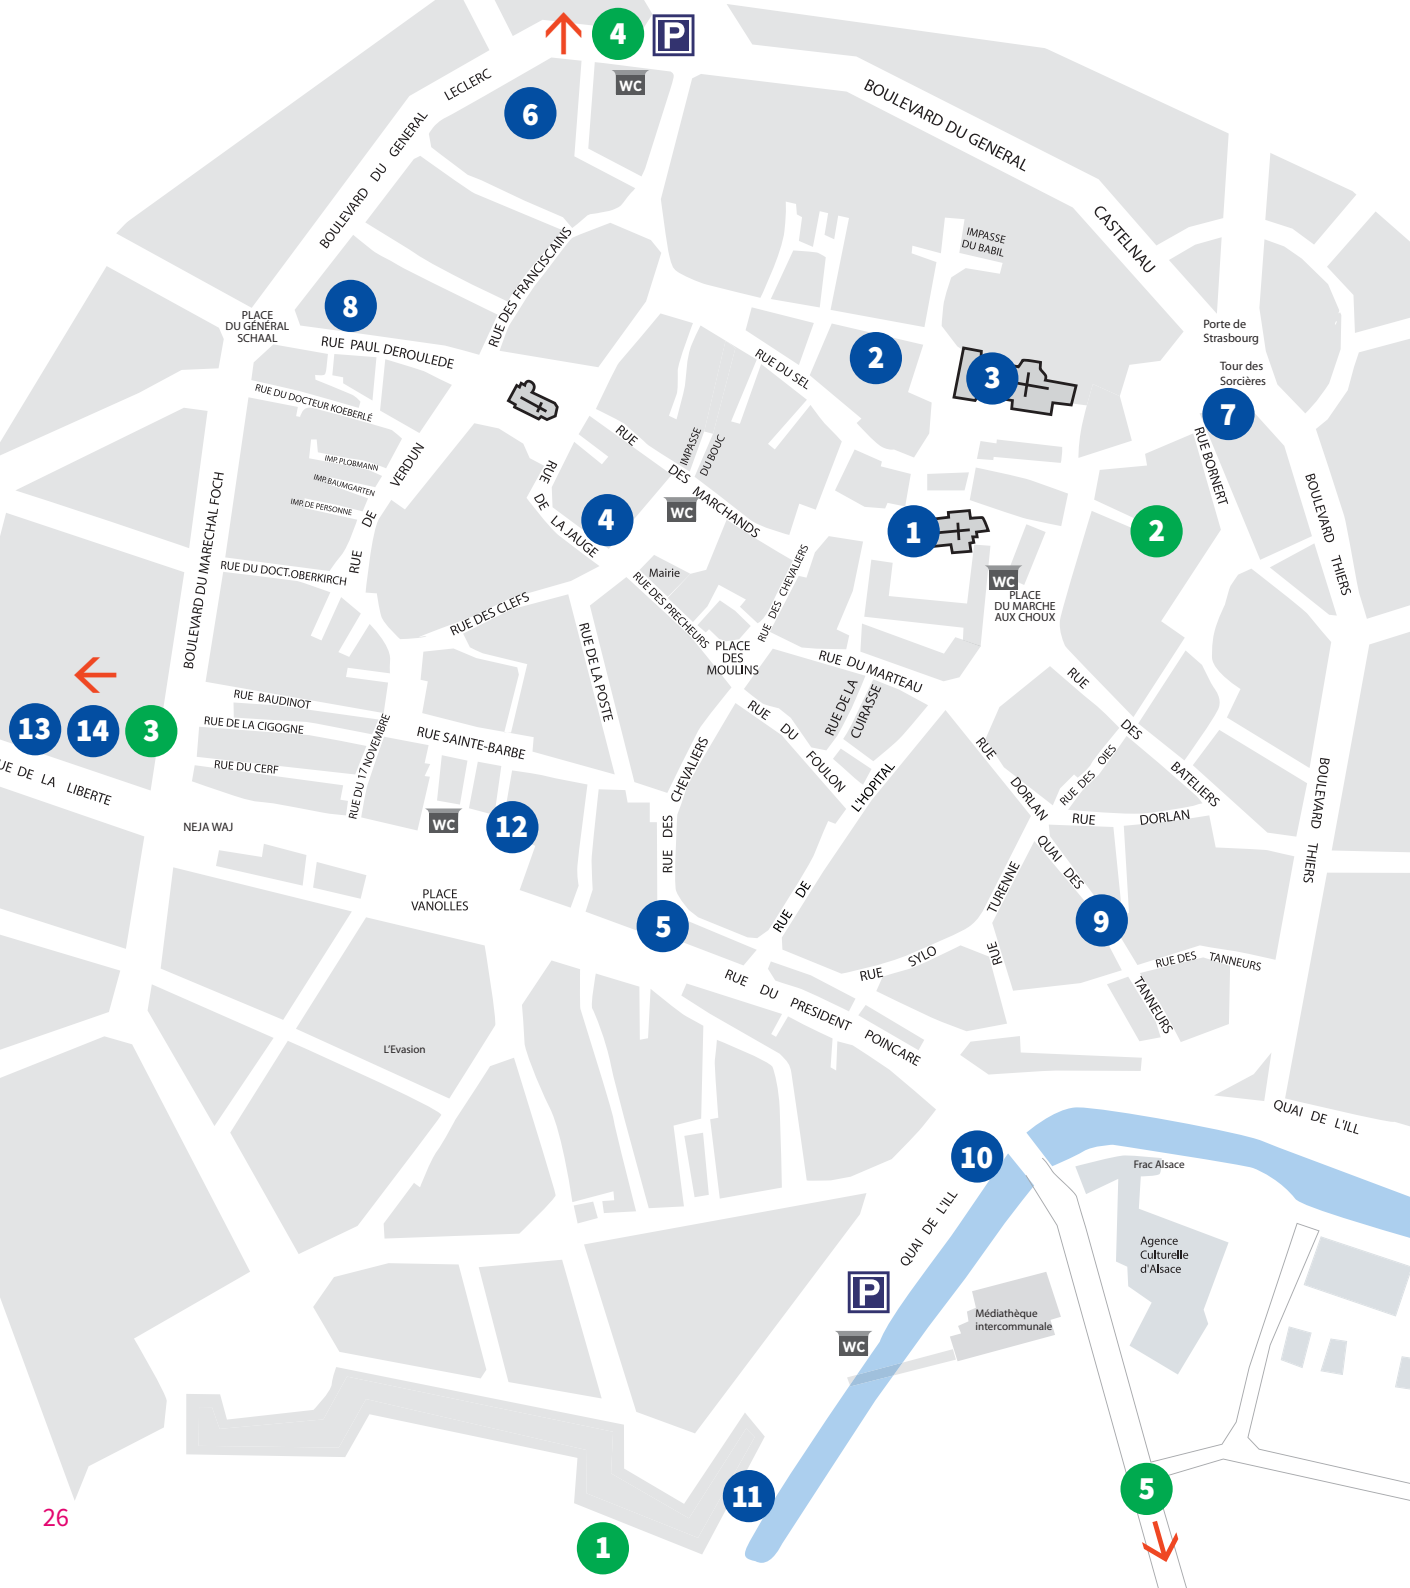 4
P
WC
LECLERC
6
BOULEVARD DU GENERAL
BOULEVARD DU GENERAL
CASTELNAU
IMPASSE
DU BABIL
RUE DES FRANCISCAINS
8
PLACE
DU GÉNÉRAL
SCHAAL
RUE PAUL DEROULEDE
RUE DU SEL
2
3
Porte de
Strasbourg
Tour des
Sorcières
7
RUE BORNERT
RUE DU DOCTEUR KOEBERLÉ
IMP.PLOBMANN
IMP.BAUMGARTEN
IMP.DE PERSONNE
RUE DE VERDUN
RUE DES MARCHANDS
IMPASSE
DU BOUC
RUE DE LA JAUGE
4
WC
1
2
BOULEVARD THIERS
BOULEVARD DU MARECHAL FOCH
RUE DU DOCT.OBERKIRCH
Mairie
RUE DES PRECHEURS
RUE DES CHEVALIERS
WC
PLACE
DU MARCHE
AUX CHOUX
RUE DES CLEFS
RUE DE LA POSTE
PLACE
DES
MOULINS
RUE DU MARTEAU
RUE DE LA
CUIRASSE
RUE DES BATELIERS
13
14
3
RUE BAUDINOT
RUE DE LA CIGOGNE
RUE DU CERF
RUE DU 17 NOVEMBRE
RUE SAINTE-BARBE
RUE DES CHEVALIERS
RUE DU FOULON
RUE DE L'HOPITAL
RUE DORLAN
RUE DES OIES
RUE DORLAN
BOULEVARD THIERS
UE DE LA LIBERTE
NEJA WAJ
WC
12
PLACE
VANOLLES
5
QUAI DES TANNEURS
9
RUE TURENNE
RUE SYLO
RUE DES TANNEURS
RUE DU PRESIDENT POINCARE
L'Evasion
QUAI DE L'ILL
10
Frac Alsace
QUAI DE L'ILL
Agence
Culturelle
d'Alsace
P
WC
Médiathèque
intercommunale
11
5
1
26